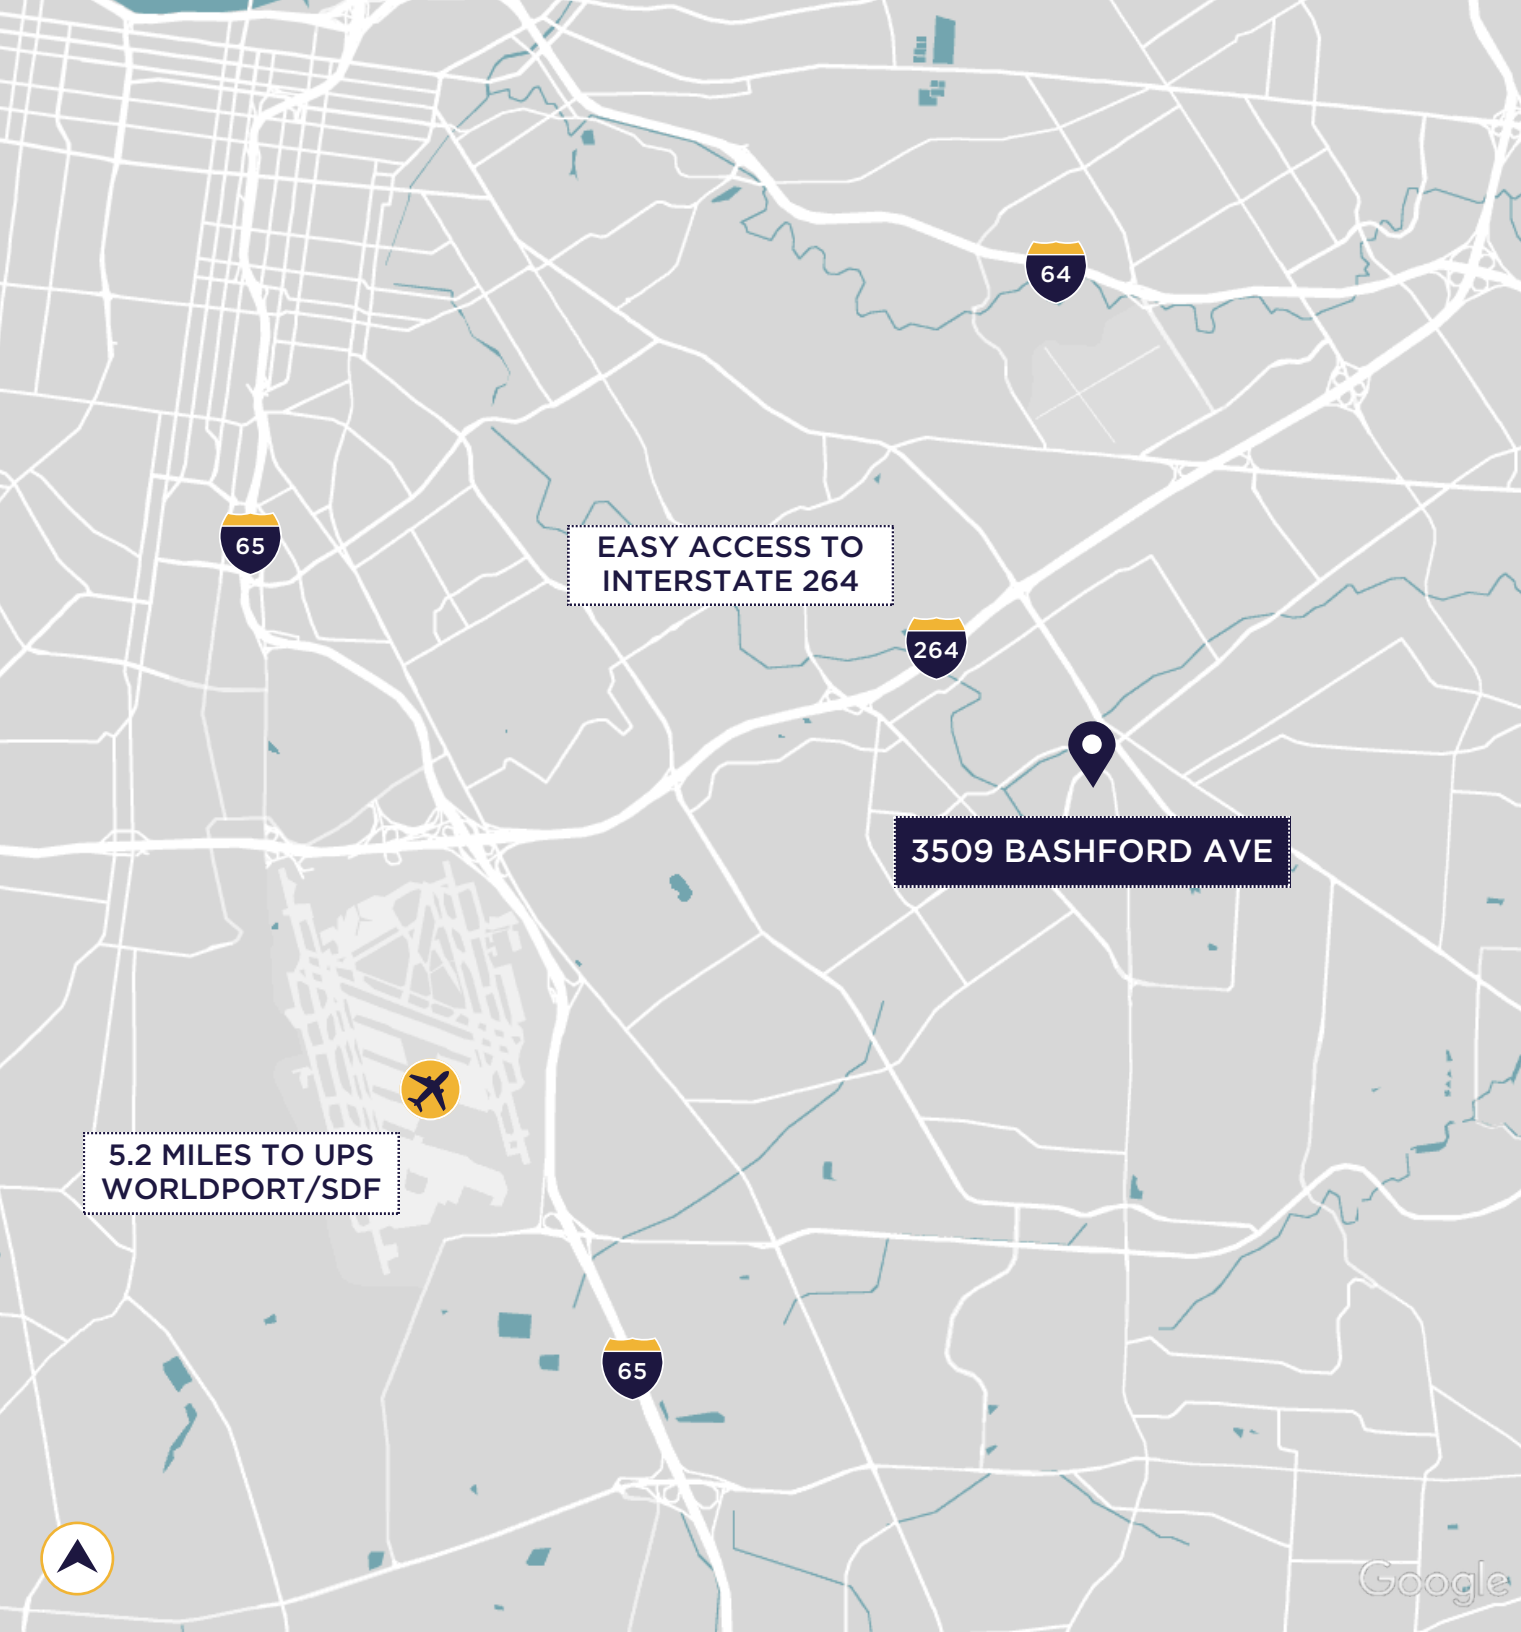 64
65
EASY ACCESS TO
INTERSTATE 264
264
3509 BASHFORD AVE
5.2 MILES TO UPS
WORLDPORT/SDF
65
Google